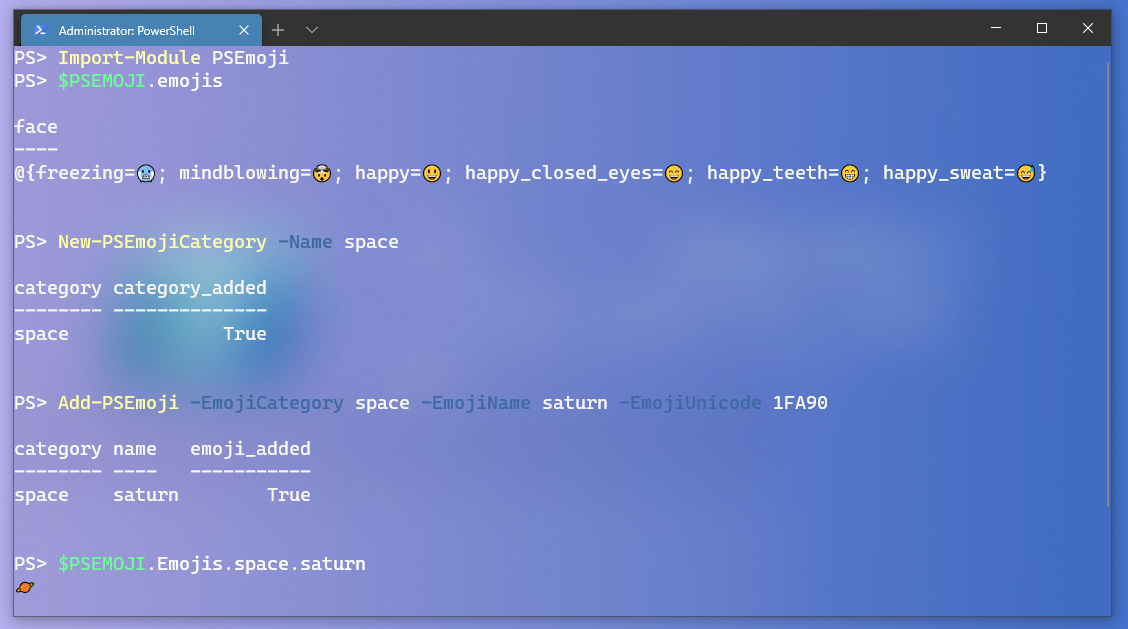 Administrator: PowerShell
PS> Import-Module PSEmoji
PS> $PSEMOJI.emojis
face
----
@{freezing=🥶; mindblowing=🤯; happy=😃; happy_closed_eyes=😄; happy_teeth=😁; happy_sweat=😅}
PS> New-PSEmojiCategory -Name space
category category_added
-------- --------------
space True
PS> Add-PSEmoji -EmojiCategory space -EmojiName saturn -EmojiUnicode 1FA90
category name emoji_added
-------- ---- -----------
space saturn True
PS> $PSEMOJI.Emojis.space.saturn
🪐